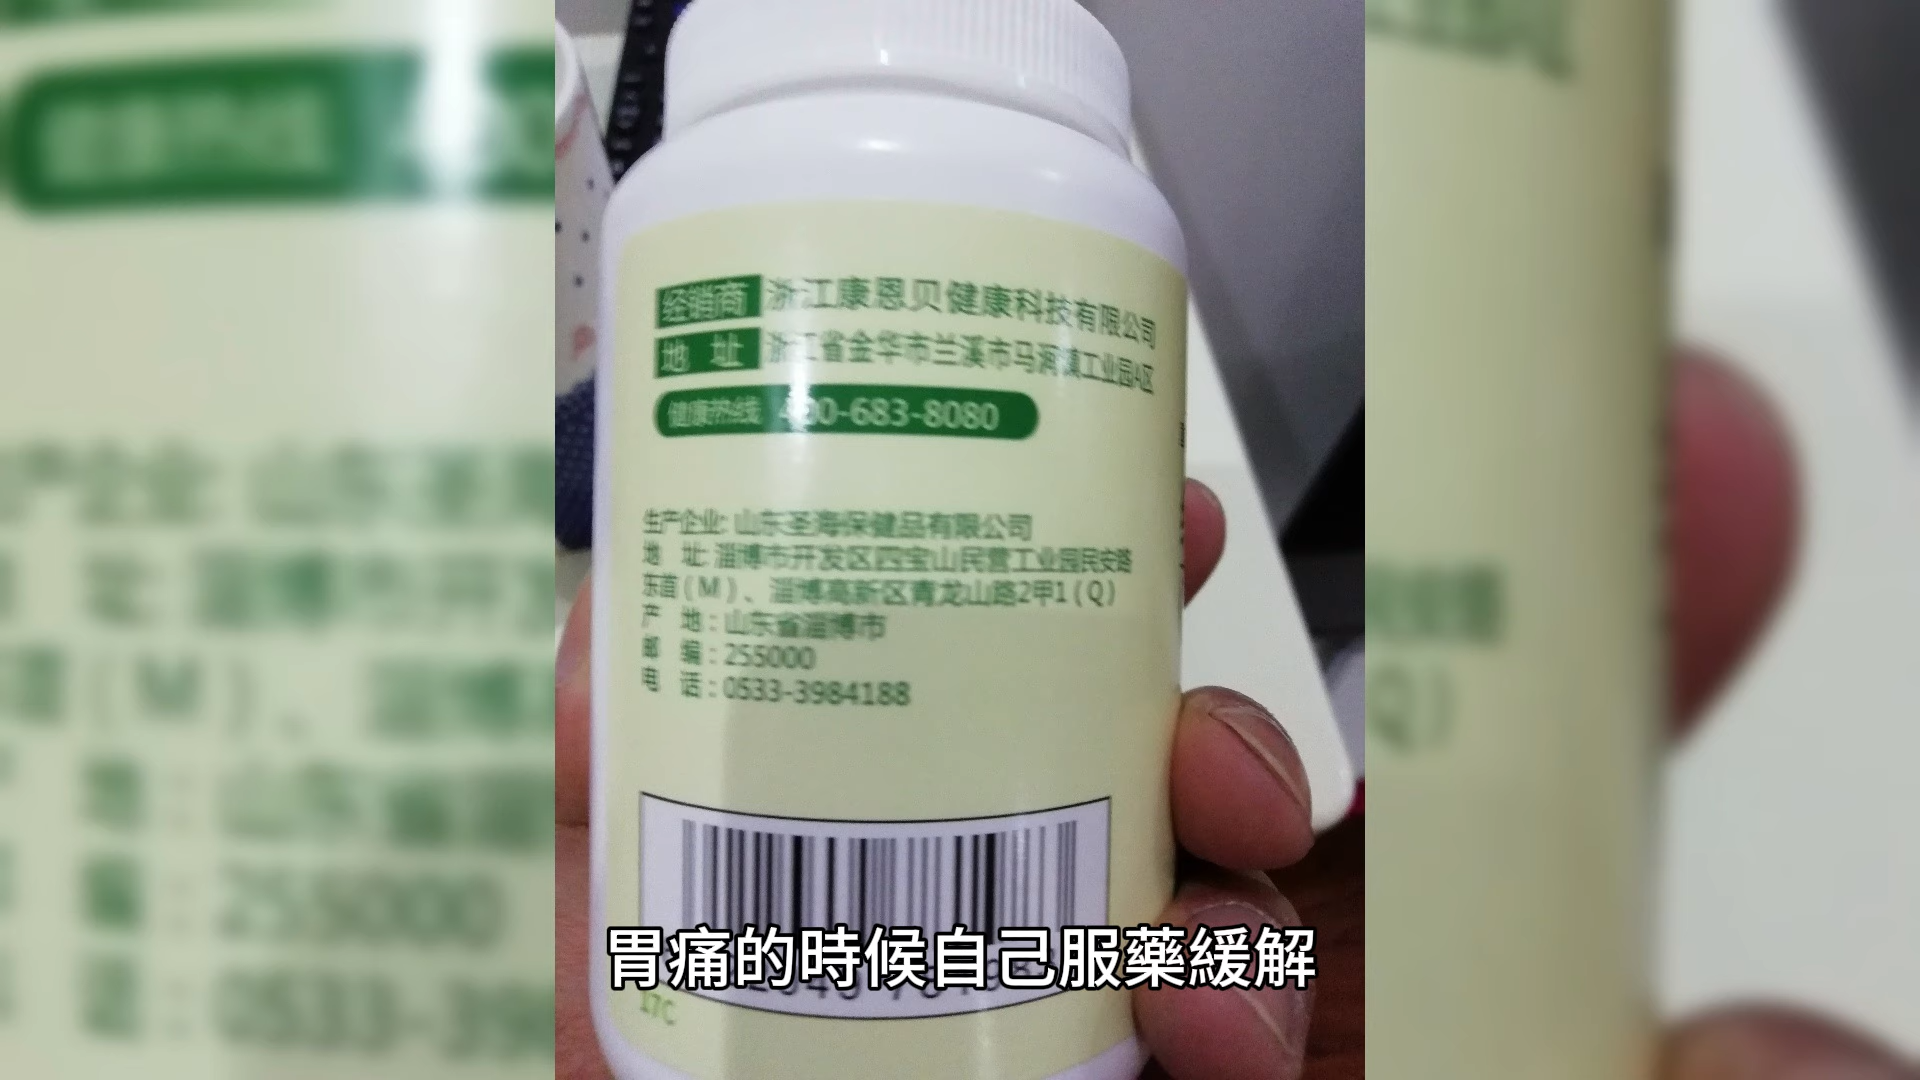 经销商 浙江康恩贝健康科技有限公司
地 址 浙江省金华市兰溪市马涧镇工业园A区
健康热线 400-683-8080
生产企业: 山东圣海保健品有限公司
地 址: 淄博市开发区四宝山民营工业园民安路
东首(M)、淄博高新区青龙山路2甲1(Q)
产 地: 山东省淄博市
邮 编: 255000
电 话: 0533-3984188
胃痛的時候自己服藥緩解
17C